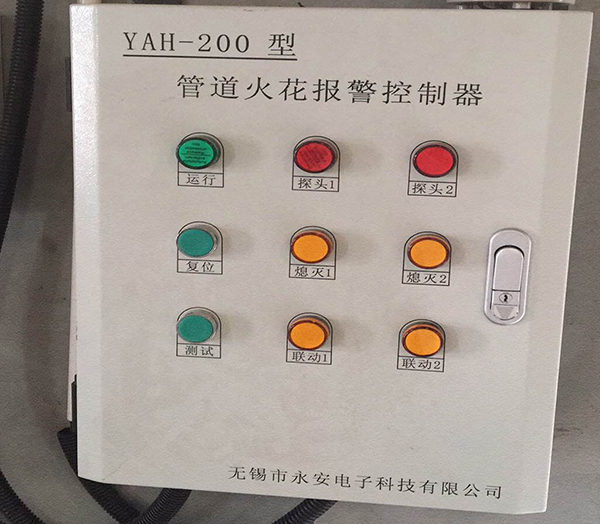 YAH-200 型
管道火花报警控制器
运行 探头1 探头2
复位 熄灭1 熄灭2
测试 联动1 联动2
无锡市永安电子科技有限公司